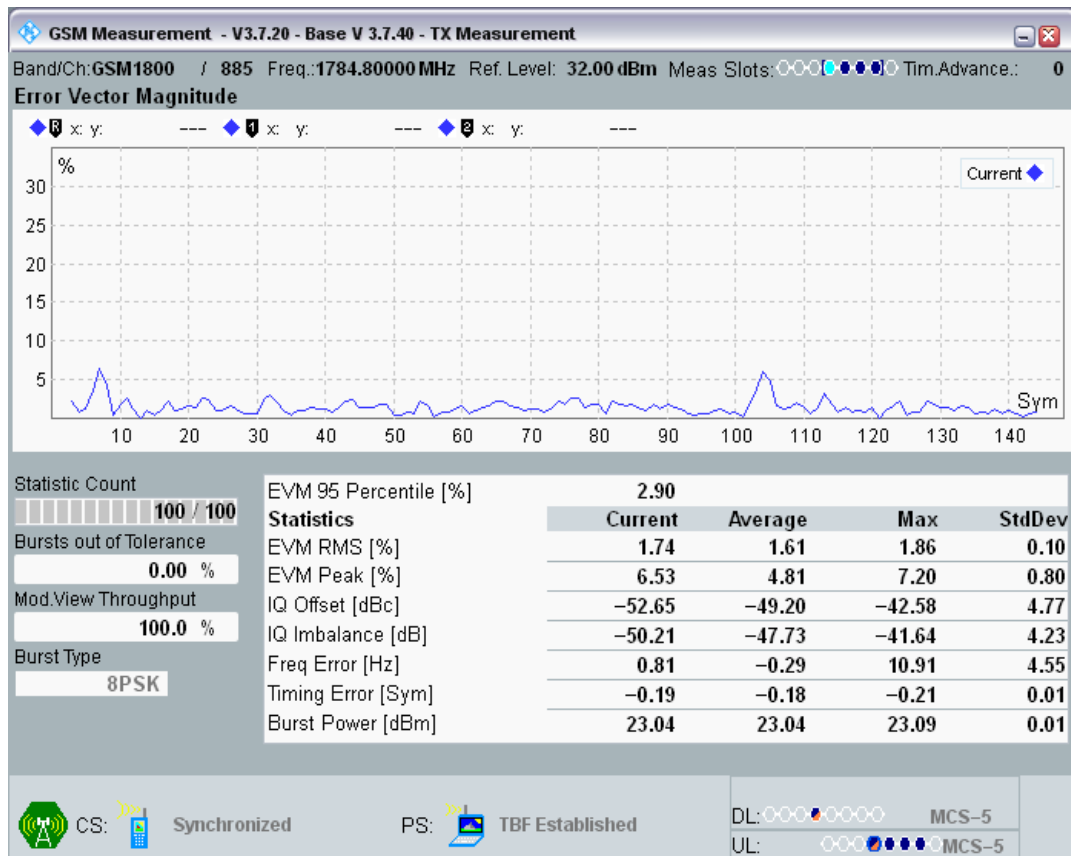 GSM Measurement - V3.7.20 - Base V 3.7.40 - TX Measurement
Band/Ch:GSM1800 / 885 Freq.:1784.80000 MHz Ref. Level: 32.00 dBm Meas Slots: Tim.Advance.: 0
Error Vector Magnitude
R x: y: --- 1 x: y: --- 2 x: y: ---
%
Current
30
25
20
15
10
5
Sym
10 20 30 40 50 60 70 80 90 100 110 120 130 140
Statistic Count
100 / 100
Bursts out of Tolerance
0.00 %
Mod.View Throughput
100.0 %
Burst Type
8PSK
EVM 95 Percentile [%] 2.90
Statistics Current Average Max StdDev
EVM RMS [%] 1.74 1.61 1.86 0.10
EVM Peak [%] 6.53 4.81 7.20 0.80
IQ Offset [dBc] −52.65 −49.20 −42.58 4.77
IQ Imbalance [dB] −50.21 −47.73 −41.64 4.23
Freq Error [Hz] 0.81 −0.29 10.91 4.55
Timing Error [Sym] −0.19 −0.18 −0.21 0.01
Burst Power [dBm] 23.04 23.04 23.09 0.01
CS: Synchronized PS: TBF Established
DL: MCS−5
UL: MCS−5